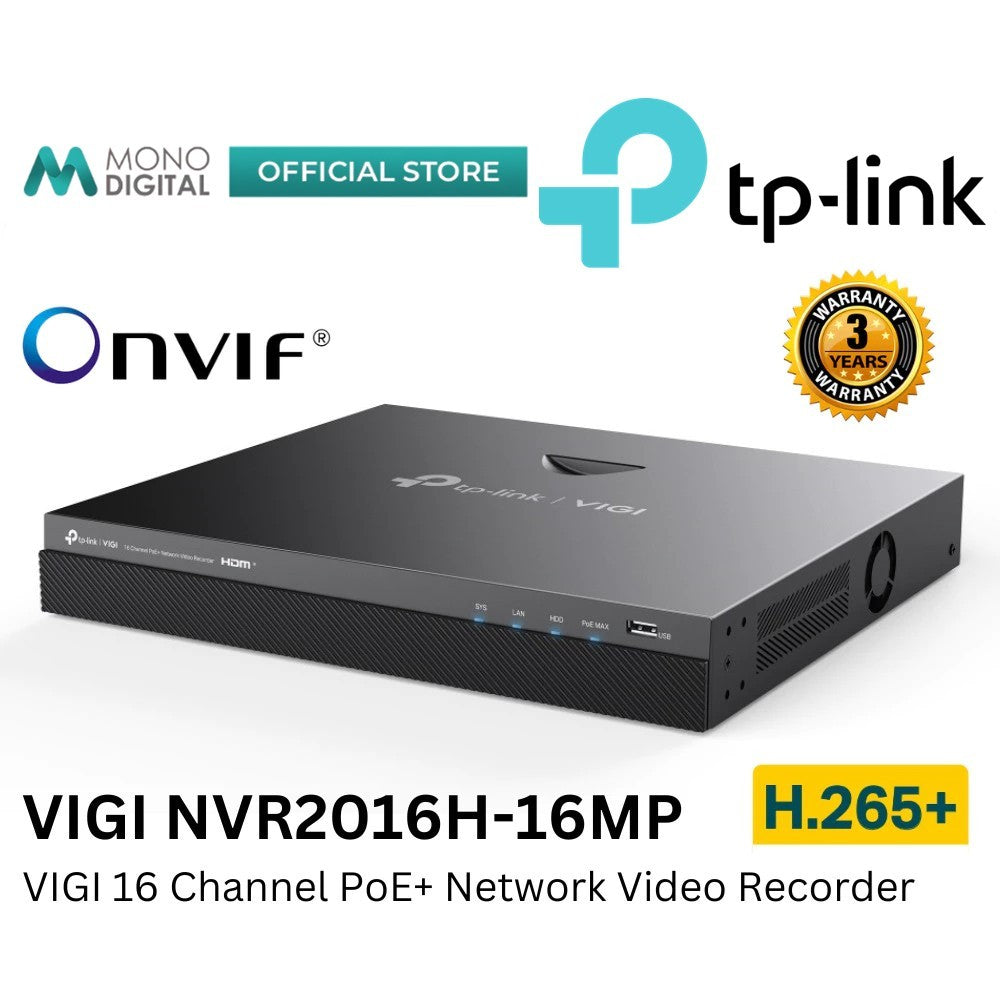 MONO
DIGITAL
OFFICIAL STORE
tp-link
ONVIF®
WARRANTY
3
YEARS
WARRANTY
tp-link | VIGI
tp-link | VIGI 16 Channel PoE+ Network Video Recorder HDMI
SYS LAN HDD PoE MAX USB
VIGI NVR2016H-16MP
H.265+
VIGI 16 Channel PoE+ Network Video Recorder